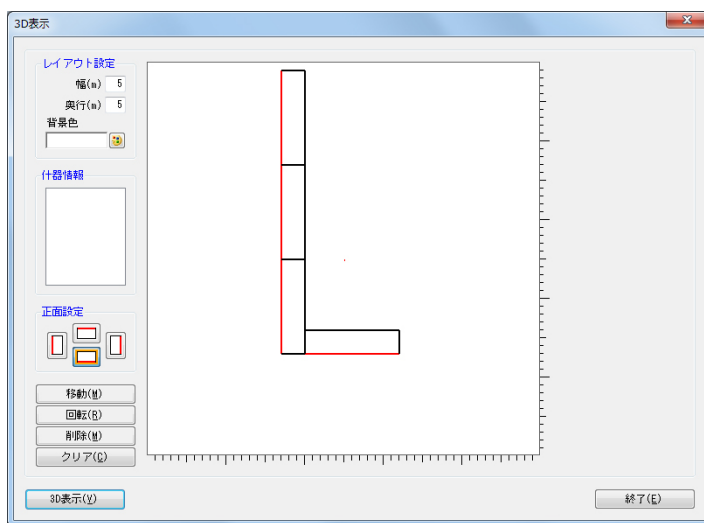 3D表示
レイアウト設定
幅(m) 5
奥行(m) 5
背景色
什器情報
正面設定
移動(M)
回転(R)
削除(M)
クリア(C)
3D表示(V)
終了(E)